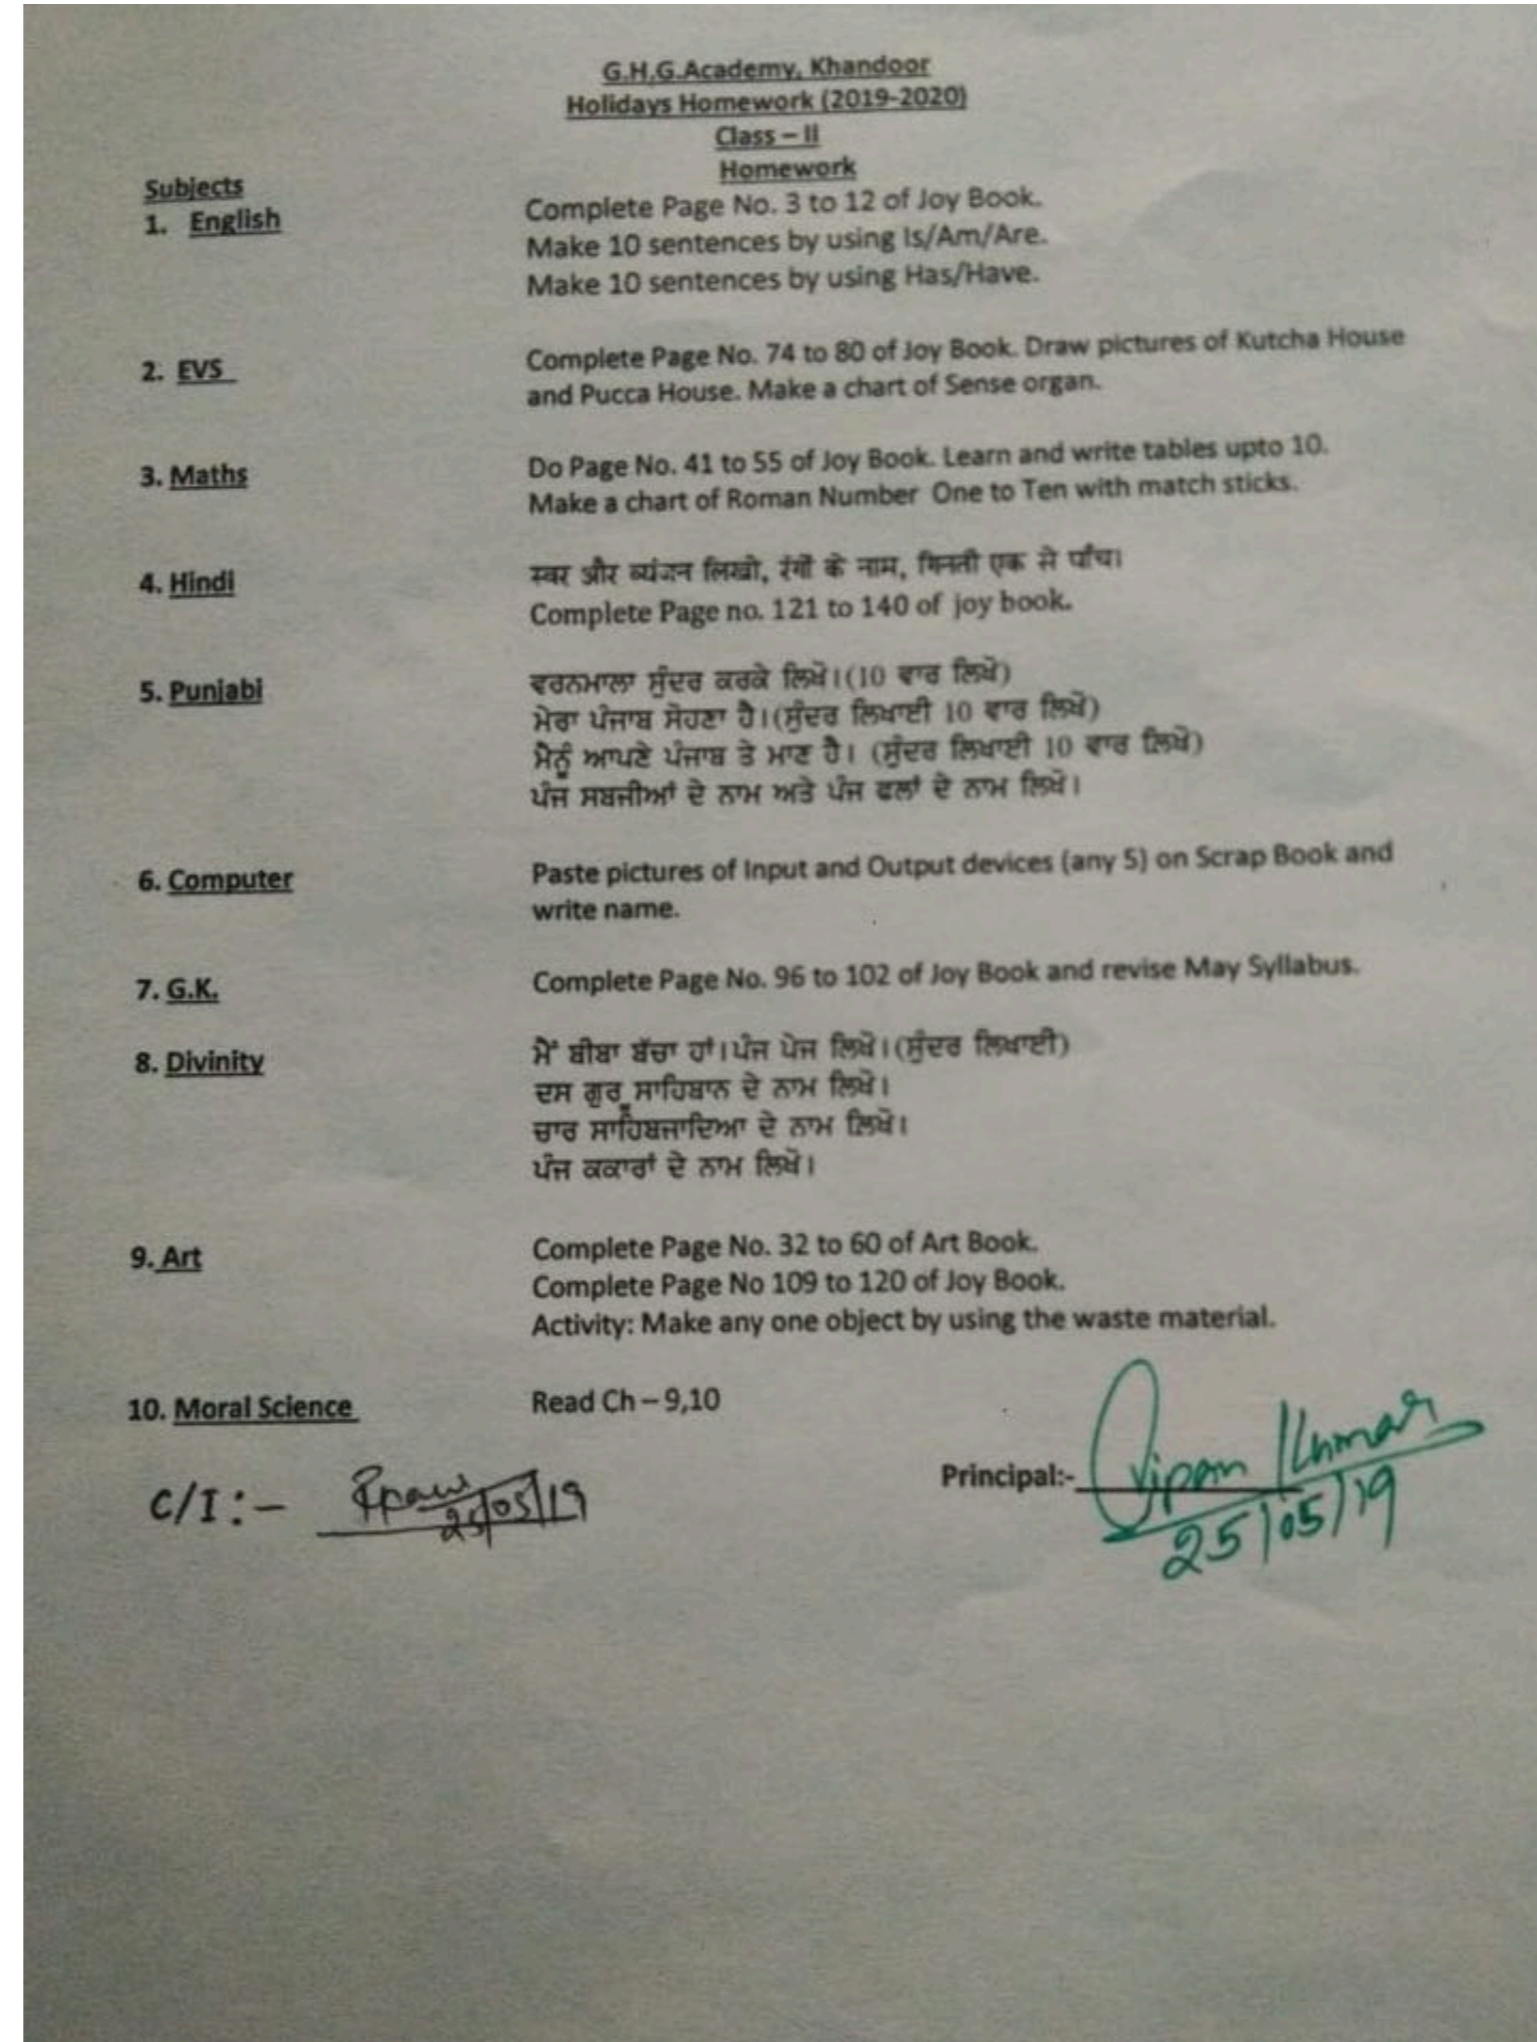 G.H.G.Academy, Khandoor
Holidays Homework (2019-2020)
Class – II
Homework
Subjects
1. English
Complete Page No. 3 to 12 of Joy Book.
Make 10 sentences by using Is/Am/Are.
Make 10 sentences by using Has/Have.
2. EVS
Complete Page No. 74 to 80 of Joy Book. Draw pictures of Kutcha House
and Pucca House. Make a chart of Sense organ.
3. Maths
Do Page No. 41 to 55 of Joy Book. Learn and write tables upto 10.
Make a chart of Roman Number One to Ten with match sticks.
4. Hindi
स्वर और व्यंजन लिखो, रंगों के नाम, गिनती एक से पाँच।
Complete Page no. 121 to 140 of joy book.
5. Punjabi
ਵਰਨਮਾਲਾ ਸੁੰਦਰ ਕਰਕੇ ਲਿਖੋ।(10 ਵਾਰ ਲਿਖੋ)
ਮੇਰਾ ਪੰਜਾਬ ਸੋਹਣਾ ਹੈ।(ਸੁੰਦਰ ਲਿਖਾਈ 10 ਵਾਰ ਲਿਖੋ)
ਮੈਨੂੰ ਆਪਣੇ ਪੰਜਾਬ ਤੇ ਮਾਣ ਹੈ। (ਸੁੰਦਰ ਲਿਖਾਈ 10 ਵਾਰ ਲਿਖੋ)
ਪੰਜ ਸਬਜੀਆਂ ਦੇ ਨਾਮ ਅਤੇ ਪੰਜ ਫਲਾਂ ਦੇ ਨਾਮ ਲਿਖੋ।
6. Computer
Paste pictures of Input and Output devices (any 5) on Scrap Book and
write name.
7. G.K.
Complete Page No. 96 to 102 of Joy Book and revise May Syllabus.
8. Divinity
ਮੈਂ ਬੀਬਾ ਬੱਚਾ ਹਾਂ।ਪੰਜ ਪੇਜ ਲਿਖੋ।(ਸੁੰਦਰ ਲਿਖਾਈ)
ਦਸ ਗੁਰੂ ਸਾਹਿਬਾਨ ਦੇ ਨਾਮ ਲਿਖੋ।
ਚਾਰ ਸਾਹਿਬਜਾਦਿਆ ਦੇ ਨਾਮ ਲਿਖੋ।
ਪੰਜ ਕਕਾਰਾਂ ਦੇ ਨਾਮ ਲਿਖੋ।
9. Art
Complete Page No. 32 to 60 of Art Book.
Complete Page No 109 to 120 of Joy Book.
Activity: Make any one object by using the waste material.
10. Moral Science
Read Ch – 9,10
C/I :-
25/05/19
Principal:- Vipan Kumar
25/05/19